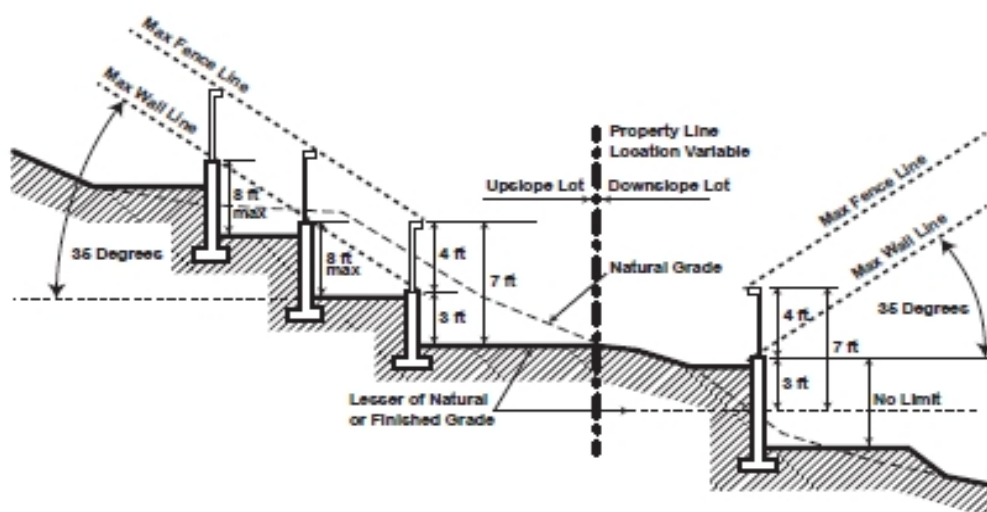 Max Fence Line
Max Wall Line
8 ft
max
8 ft
max
35 Degrees
4 ft
7 ft
3 ft
Property Line
Location Variable
Upslope Lot
Downslope Lot
Natural Grade
Lesser of Natural
or Finished Grade
Max Fence Line
Max Wall Line
35 Degrees
4 ft
7 ft
3 ft
No Limit